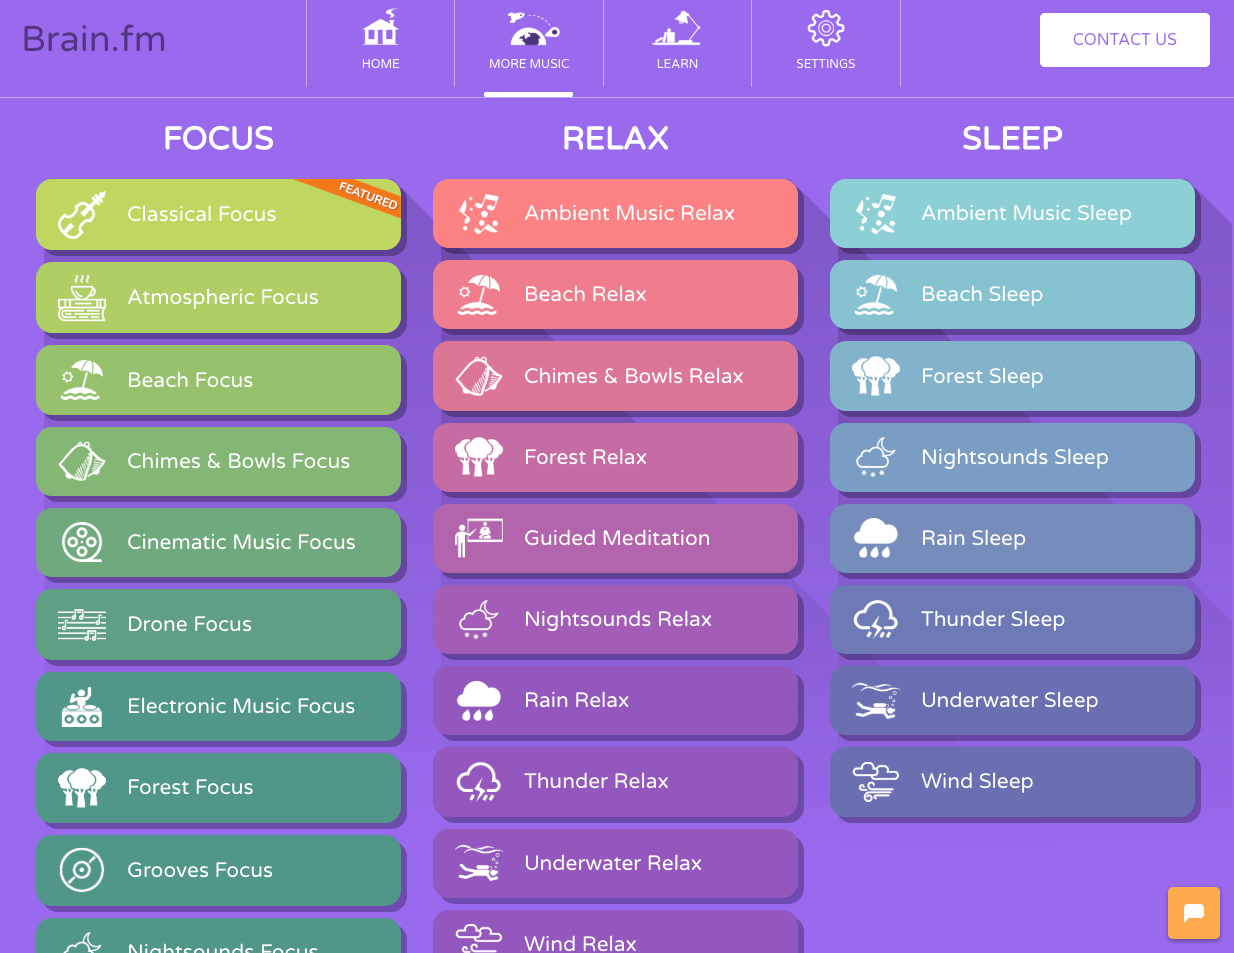 Brain.fm
HOME
MORE MUSIC
LEARN
SETTINGS
CONTACT US
FOCUS
Classical Focus
FEATURED
Atmospheric Focus
Beach Focus
Chimes & Bowls Focus
Cinematic Music Focus
Drone Focus
Electronic Music Focus
Forest Focus
Grooves Focus
Nightsounds Focus
RELAX
Ambient Music Relax
Beach Relax
Chimes & Bowls Relax
Forest Relax
Guided Meditation
Nightsounds Relax
Rain Relax
Thunder Relax
Underwater Relax
Wind Relax
SLEEP
Ambient Music Sleep
Beach Sleep
Forest Sleep
Nightsounds Sleep
Rain Sleep
Thunder Sleep
Underwater Sleep
Wind Sleep